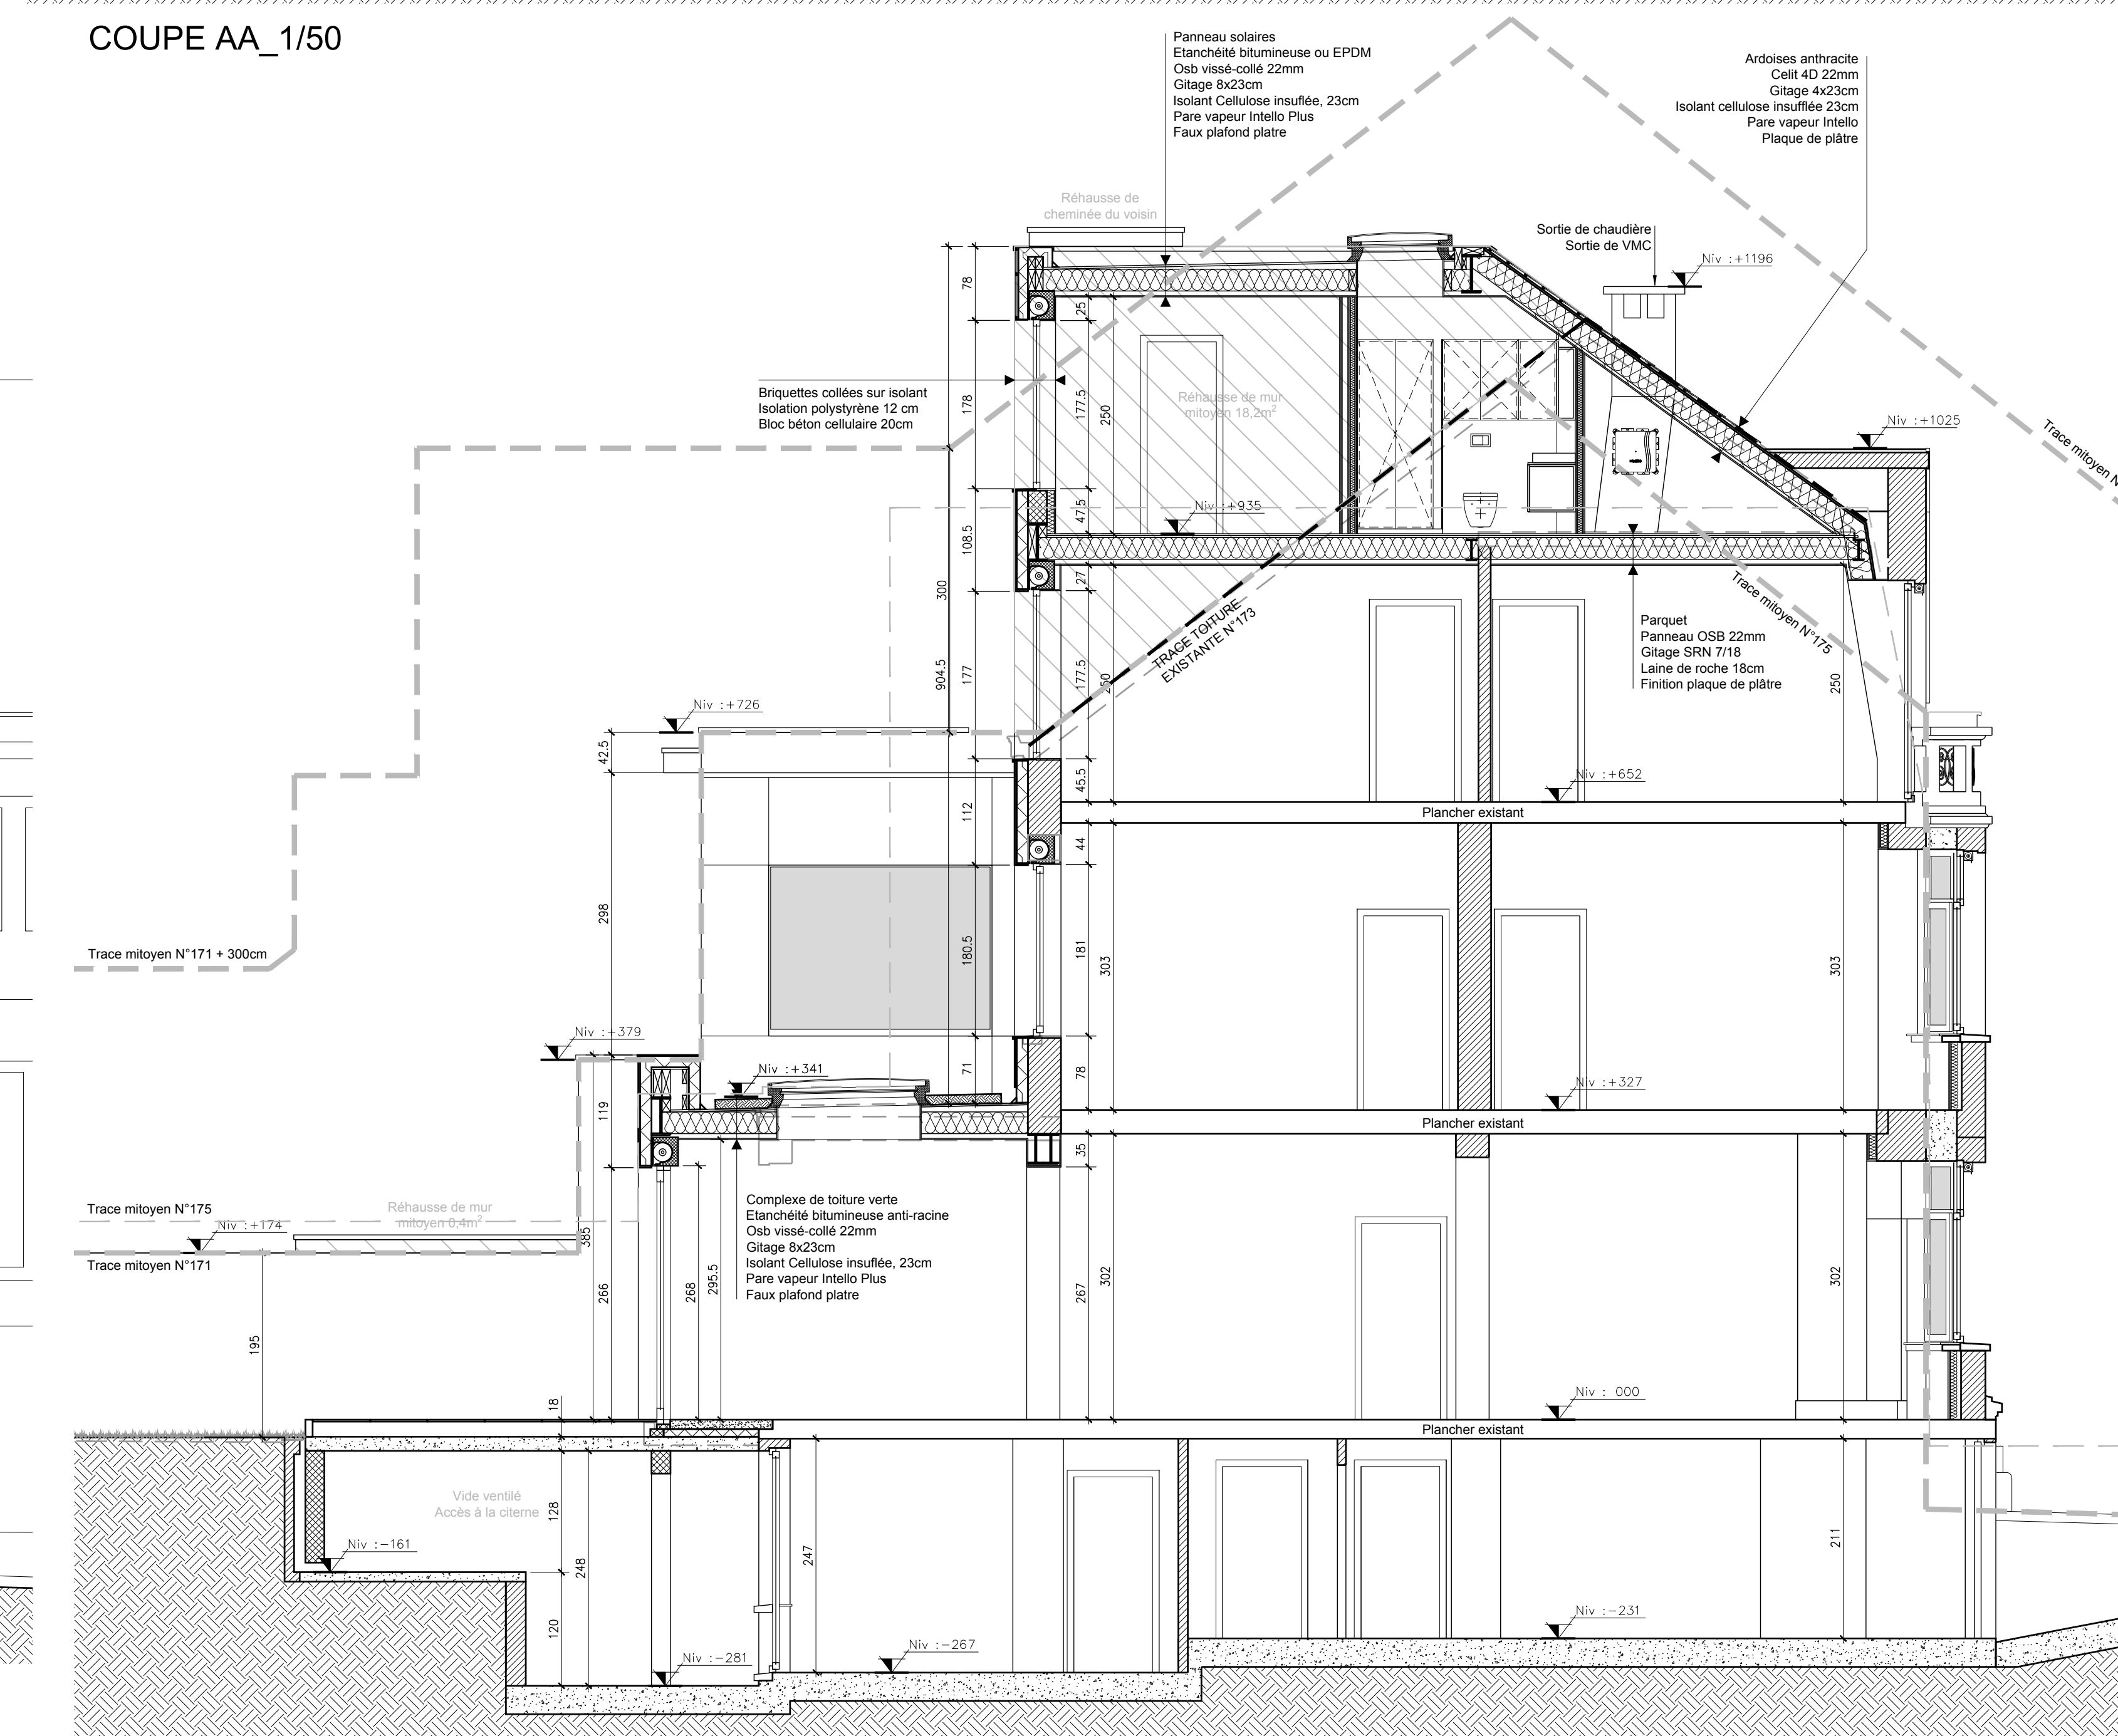 COUPE AA_1/50
Panneau solaires
Etanchéité bitumineuse ou EPDM
Osb vissé-collé 22mm
Gitage 8x23cm
Isolant Cellulose insuflée, 23cm
Pare vapeur Intello Plus
Faux plafond platre
Ardoises anthracite
Celit 4D 22mm
Gitage 4x23cm
Isolant cellulose insufflée 23cm
Pare vapeur Intello
Plaque de plâtre
Réhausse de
cheminée du voisin
Sortie de chaudière
Sortie de VMC
Niv :+1196
78
25
Briquettes collées sur isolant
Isolation polystyrène 12 cm
Bloc béton cellulaire 20cm
178
177.5
250
Réhausse de mur
mitoyen 18,2m²
Niv :+1025
Trace mitoyen N
47.5
Niv :+935
108.5
27
300
TRACE TOITURE
EXISTANTE N°173
Trace mitoyen N°175
Parquet
Panneau OSB 22mm
Gitage SRN 7/18
Laine de roche 18cm
Finition plaque de plâtre
904.5
177
177.5
250
250
Niv :+726
42.5
45.5
Niv :+652
Plancher existant
112
44
298
Trace mitoyen N°171 + 300cm
180.5
181
303
303
Niv :+379
Niv :+341
71
78
Niv :+327
119
Plancher existant
35
Trace mitoyen N°175
Réhausse de mur
mitoyen 0,4m²
Niv :+174
Trace mitoyen N°171
385
Complexe de toiture verte
Etanchéité bitumineuse anti-racine
Osb vissé-collé 22mm
Gitage 8x23cm
Isolant Cellulose insuflée, 23cm
Pare vapeur Intello Plus
Faux plafond platre
266
268
295.5
267
302
302
195
18
Niv : 000
Plancher existant
Vide ventilé
Accès à la citerne
128
Niv :-161
248
247
211
120
Niv :-231
Niv :-267
Niv :-281